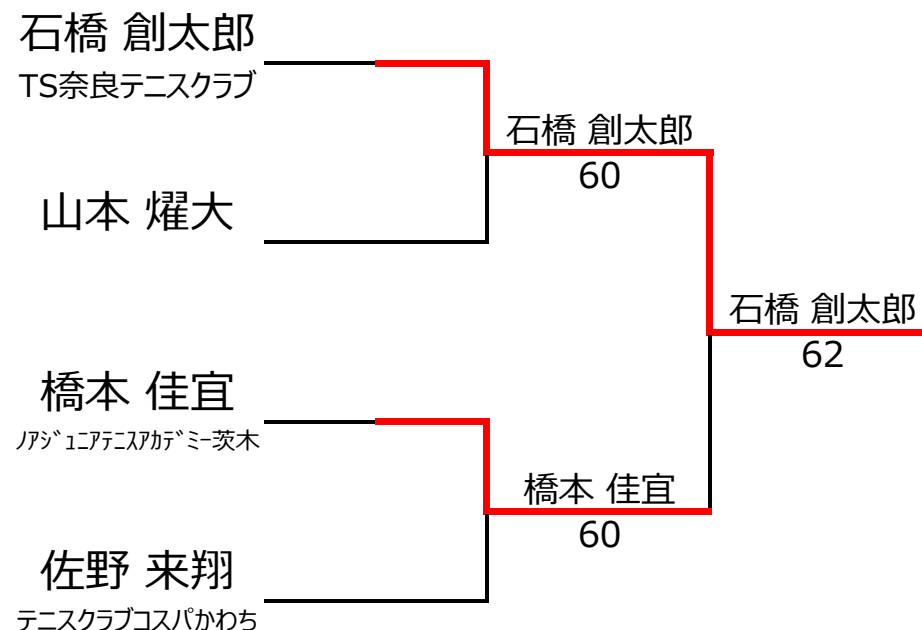 石橋 創太郎
TS奈良テニスクラブ
石橋 創太郎
60
山本 燿大
石橋 創太郎
62
橋本 佳宜
ﾉｱｼﾞｭﾆｱﾃﾆｽｱｶﾃﾞﾐｰ茨木
橋本 佳宜
60
佐野 来翔
テニスクラブコスパかわち